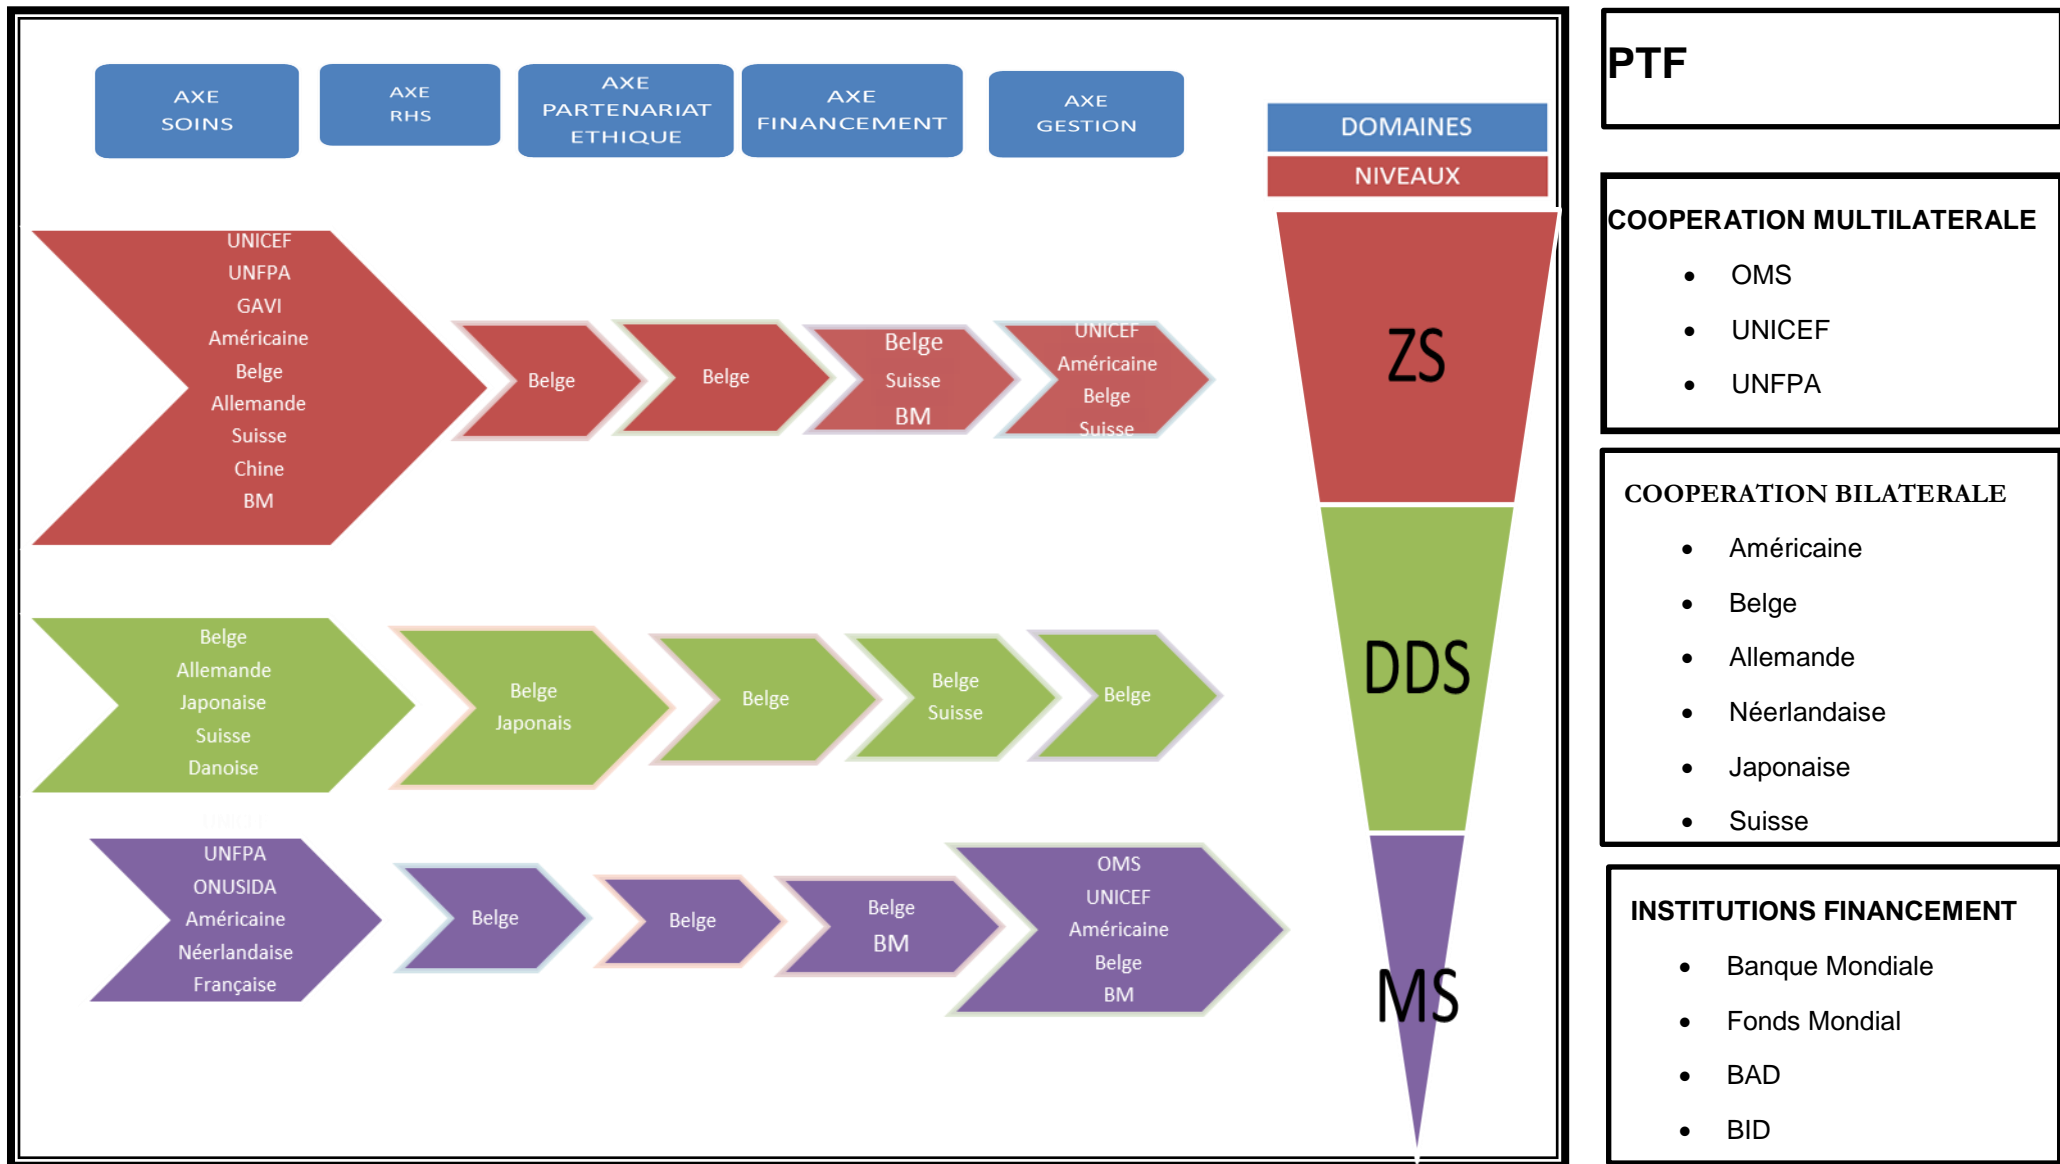 AXE
SOINS
AXE
RHS
AXE
PARTENARIAT
ETHIQUE
AXE
FINANCEMENT
AXE
GESTION
DOMAINES
NIVEAUX
UNICEF
UNFPA
GAVI
Américaine
Belge
Allemande
Suisse
Chine
BM
Belge
Belge
Belge
Suisse
BM
UNICEF
Américaine
Belge
Suisse
ZS
Belge
Allemande
Japonaise
Suisse
Danoise
Belge
Japonais
Belge
Belge
Suisse
Belge
DDS
UNFPA
ONUSIDA
Américaine
Néerlandaise
Française
Belge
Belge
Belge
BM
OMS
UNICEF
Américaine
Belge
BM
MS
PTF
COOPERATION MULTILATERALE
• OMS
• UNICEF
• UNFPA
COOPERATION BILATERALE
• Américaine
• Belge
• Allemande
• Néerlandaise
• Japonaise
• Suisse
INSTITUTIONS FINANCEMENT
• Banque Mondiale
• Fonds Mondial
• BAD
• BID